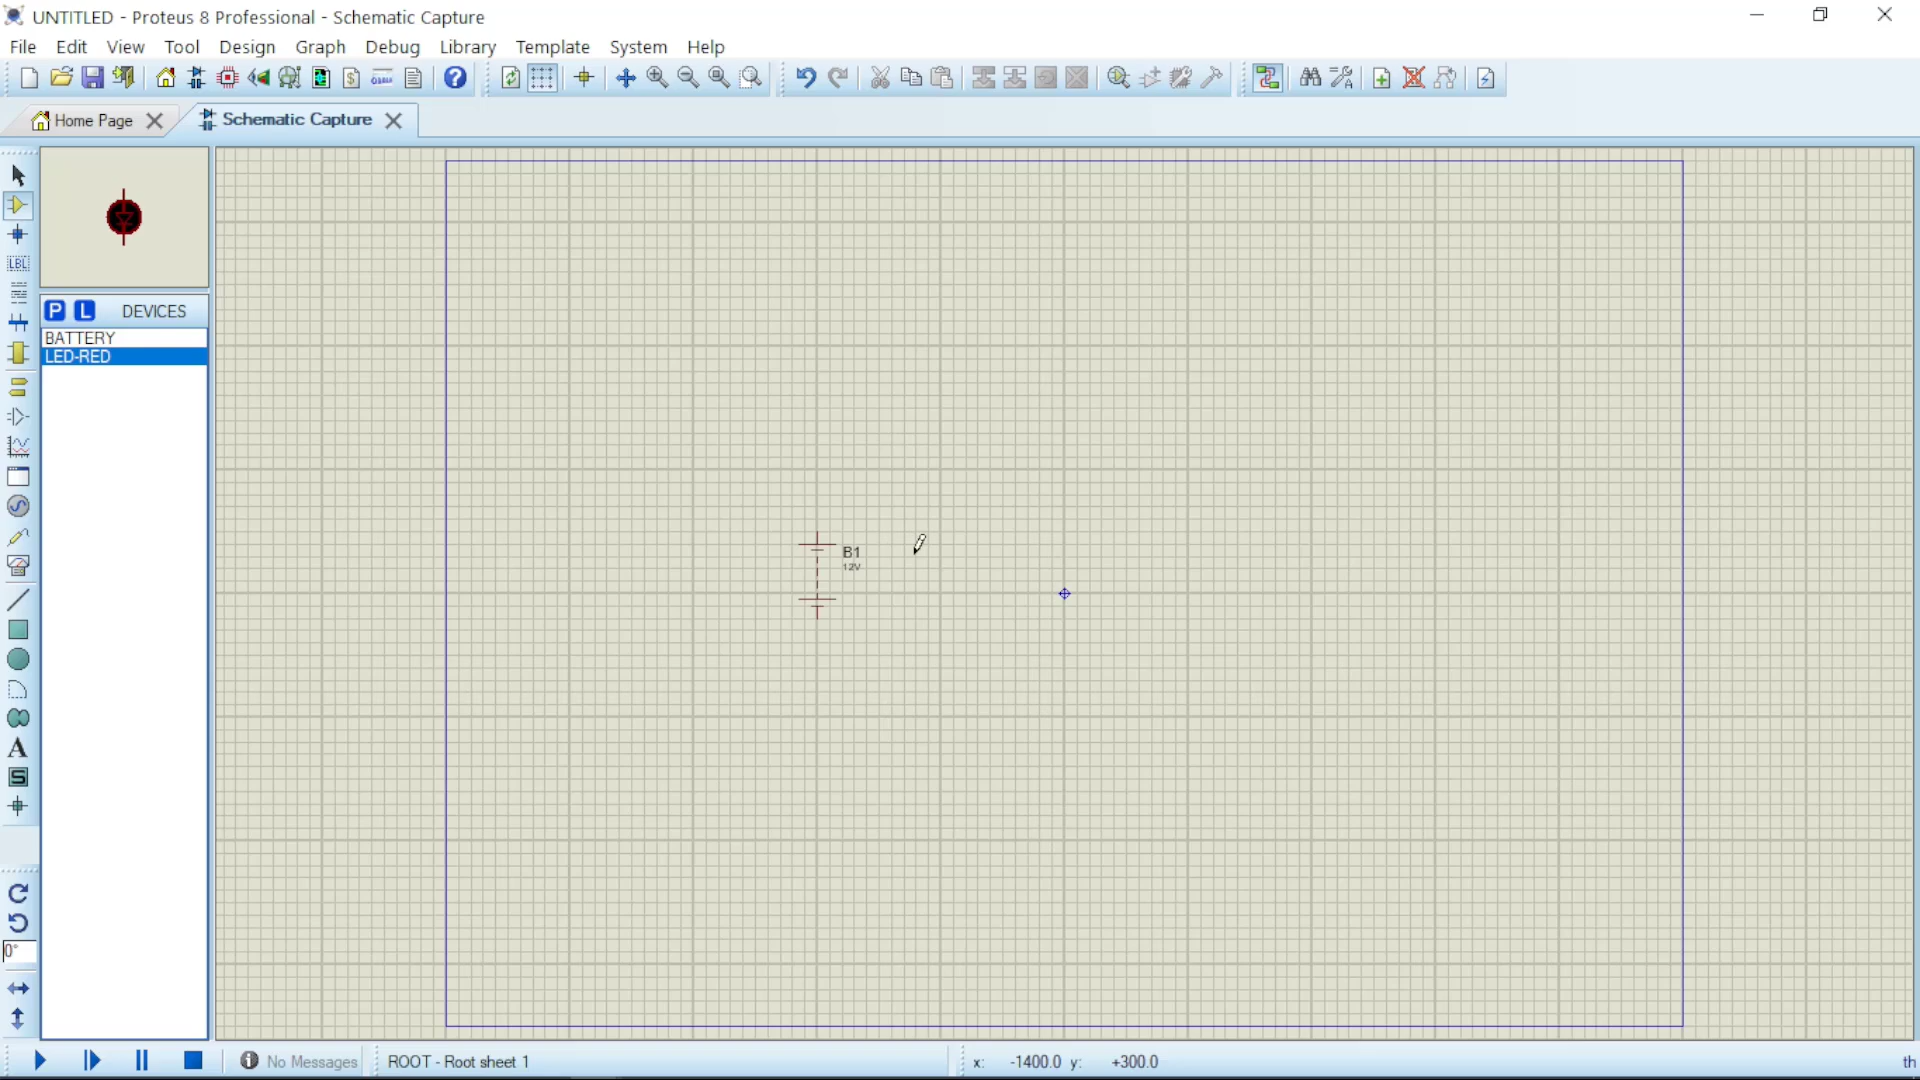 UNTITLED - Proteus 8 Professional - Schematic Capture
File Edit View Tool Design Graph Debug Library Template System Help
Home Page Schematic Capture
P L DEVICES
BATTERY
LED-RED
LBL
A
S
0°
B1
12V
No Messages ROOT - Root sheet 1 x: -1400.0 y: +300.0 th